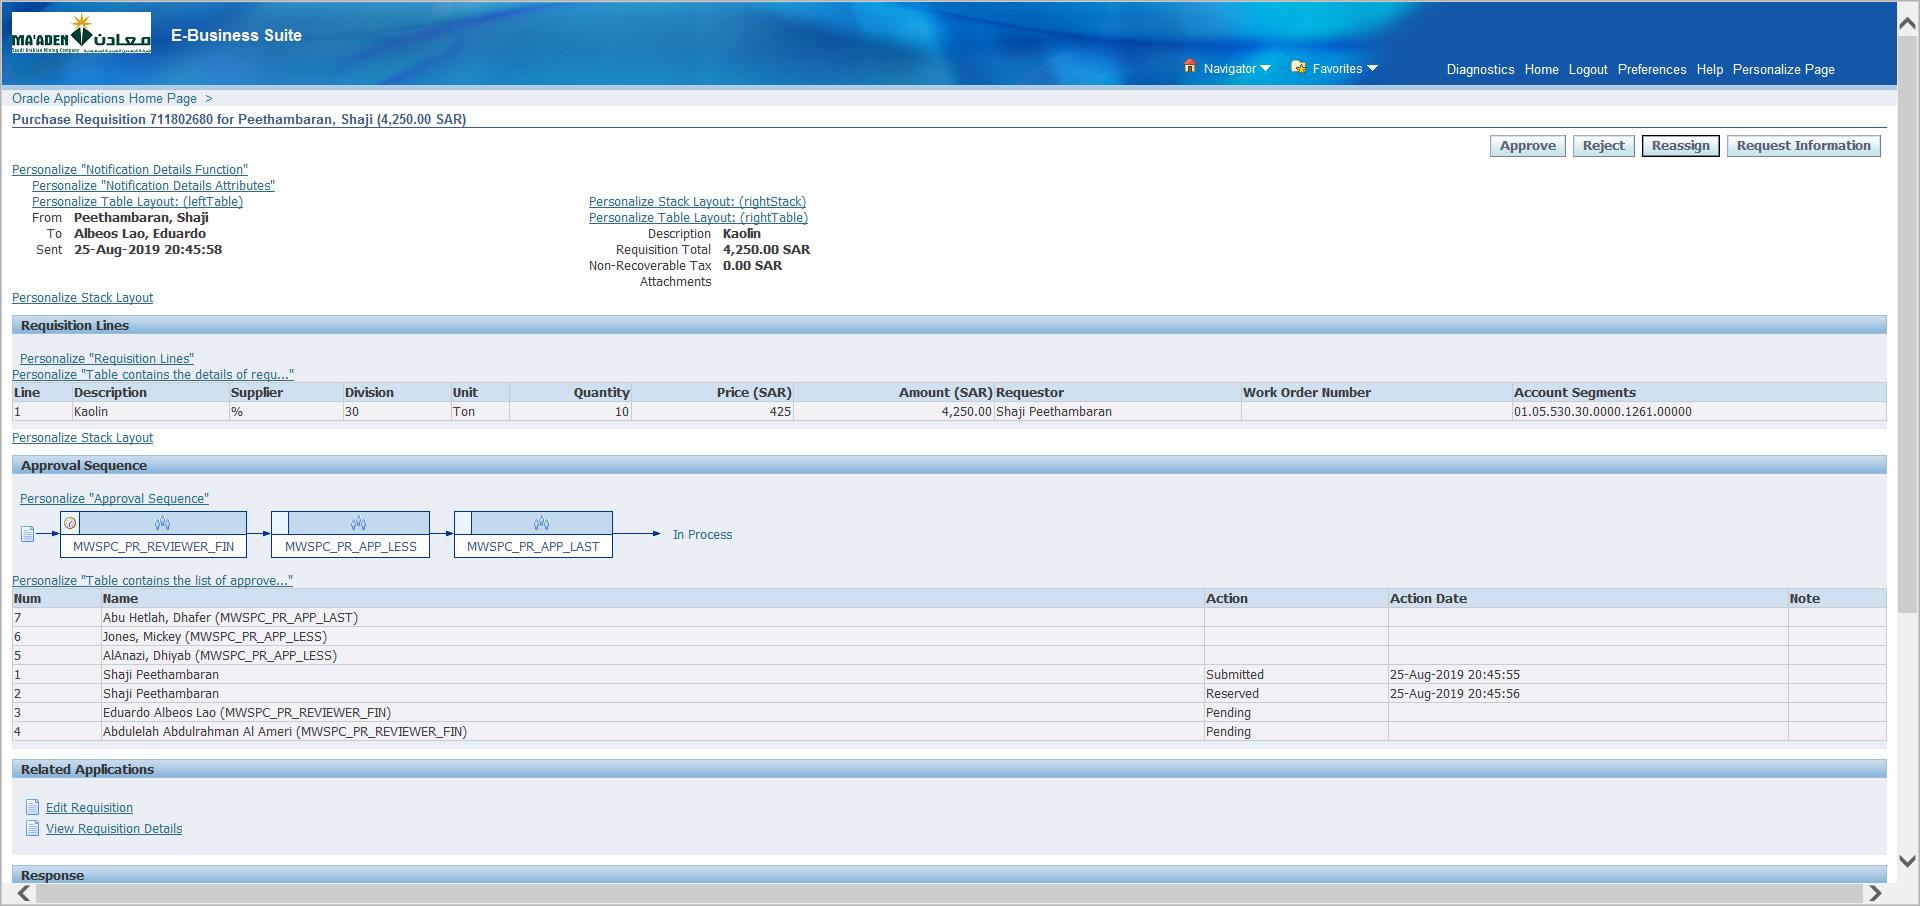 MA'ADEN معادن
Saudi Arabian Mining Company
E-Business Suite
Navigator Favorites
Diagnostics Home Logout Preferences Help Personalize Page
Oracle Applications Home Page >
Purchase Requisition 711802680 for Peethambaran, Shaji (4,250.00 SAR)
Approve Reject Reassign Request Information
Personalize "Notification Details Function"
Personalize "Notification Details Attributes"
Personalize Table Layout: (leftTable)
From Peethambaran, Shaji
To Albeos Lao, Eduardo
Sent 25-Aug-2019 20:45:58
Personalize Stack Layout: (rightStack)
Personalize Table Layout: (rightTable)
Description Kaolin
Requisition Total 4,250.00 SAR
Non-Recoverable Tax 0.00 SAR
Attachments
Personalize Stack Layout
Requisition Lines
Personalize "Requisition Lines"
Personalize "Table contains the details of requ..."
Line Description Supplier Division Unit Quantity Price (SAR) Amount (SAR) Requestor Work Order Number Account Segments
1 Kaolin % 30 Ton 10 425 4,250.00 Shaji Peethambaran 01.05.530.30.0000.1261.00000
Personalize Stack Layout
Approval Sequence
Personalize "Approval Sequence"
MWSPC_PR_REVIEWER_FIN MWSPC_PR_APP_LESS MWSPC_PR_APP_LAST In Process
Personalize "Table contains the list of approve..."
Num Name Action Action Date Note
7 Abu Hetlah, Dhafer (MWSPC_PR_APP_LAST)
6 Jones, Mickey (MWSPC_PR_APP_LESS)
5 AlAnazi, Dhiyab (MWSPC_PR_APP_LESS)
1 Shaji Peethambaran Submitted 25-Aug-2019 20:45:55
2 Shaji Peethambaran Reserved 25-Aug-2019 20:45:56
3 Eduardo Albeos Lao (MWSPC_PR_REVIEWER_FIN) Pending
4 Abdulelah Abdulrahman Al Ameri (MWSPC_PR_REVIEWER_FIN) Pending
Related Applications
Edit Requisition
View Requisition Details
Response